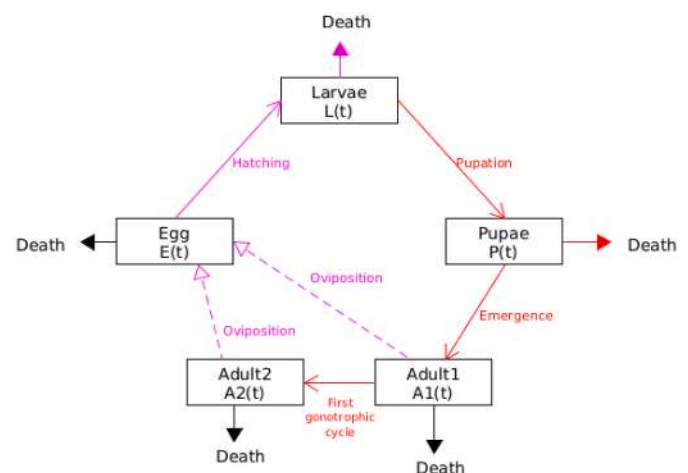 Death
Larvae
L(t)
Hatching
Pupation
Death
Egg
E(t)
Pupae
P(t)
Death
Oviposition
Emergence
Oviposition
Adult2
A2(t)
First
gonotrophic
cycle
Adult1
A1(t)
Death
Death